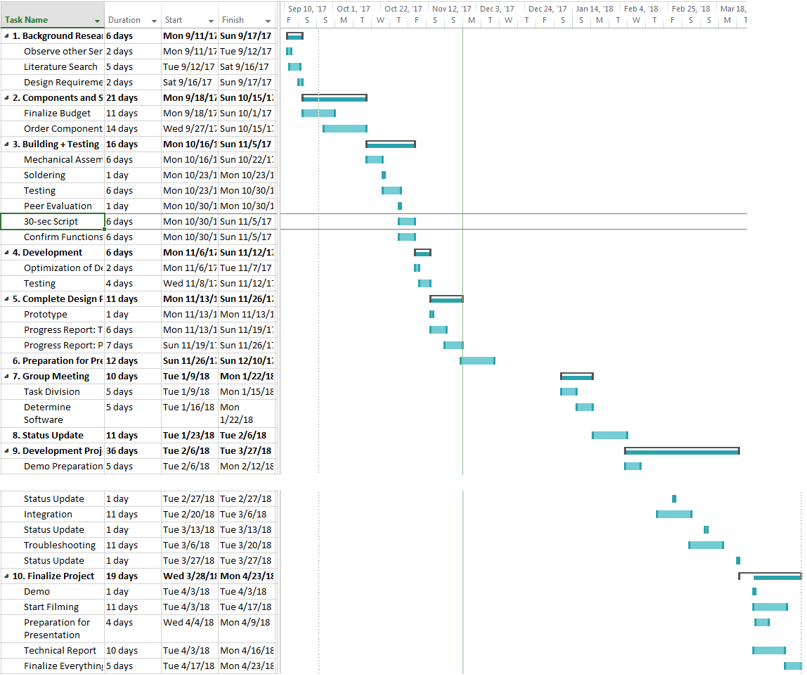 Sep 10, '17 Oct 1, '17 Oct 22, '17 Nov 12, '17 Dec 3, '17 Dec 24, '17 Jan 14, '18 Feb 4, '18 Feb 25, '18 Mar 18,
Task Name Duration Start Finish F S S M T W T F S S M T W T F S S M T
1. Background Resea 6 days Mon 9/11/17 Sun 9/17/17
Observe other Ser 2 days Mon 9/11/17 Tue 9/12/17
Literature Search 5 days Tue 9/12/17 Sat 9/16/17
Design Requireme 2 days Sat 9/16/17 Sun 9/17/17
2. Components and S 21 days Mon 9/18/17 Sun 10/15/17
Finalize Budget 11 days Mon 9/18/17 Sun 10/1/17
Order Component 14 days Wed 9/27/17 Sun 10/15/17
3. Building + Testing 16 days Mon 10/16/1 Sun 11/5/17
Mechanical Assem 6 days Mon 10/16/1 Sun 10/22/17
Soldering 1 day Mon 10/23/1 Mon 10/23/1
Testing 6 days Mon 10/23/1 Mon 10/30/1
Peer Evaluation 1 day Mon 10/30/1 Mon 10/30/1
30-sec Script 6 days Mon 10/30/1 Sun 11/5/17
Confirm Functions 6 days Mon 10/30/1 Sun 11/5/17
4. Development 6 days Mon 11/6/17 Sun 11/12/17
Optimization of De 2 days Mon 11/6/17 Tue 11/7/17
Testing 4 days Wed 11/8/17 Sun 11/12/17
5. Complete Design P 11 days Mon 11/13/1 Sun 11/26/17
Prototype 1 day Mon 11/13/1 Mon 11/13/1
Progress Report: T 6 days Mon 11/13/1 Sun 11/19/17
Progress Report: P 7 days Sun 11/19/17 Sun 11/26/17
6. Preparation for Pre 12 days Sun 11/26/17 Sun 12/10/17
7. Group Meeting 10 days Tue 1/9/18 Mon 1/22/18
Task Division 5 days Tue 1/9/18 Mon 1/15/18
Determine 5 days Tue 1/16/18 Mon
Software 1/22/18
8. Status Update 11 days Tue 1/23/18 Tue 2/6/18
9. Development Proj 36 days Tue 2/6/18 Tue 3/27/18
Demo Preparation 5 days Tue 2/6/18 Mon 2/12/18
Status Update 1 day Tue 2/27/18 Tue 2/27/18
Integration 11 days Tue 2/20/18 Tue 3/6/18
Status Update 1 day Tue 3/13/18 Tue 3/13/18
Troubleshooting 11 days Tue 3/6/18 Tue 3/20/18
Status Update 1 day Tue 3/27/18 Tue 3/27/18
10. Finalize Project 19 days Wed 3/28/18 Mon 4/23/18
Demo 1 day Tue 4/3/18 Tue 4/3/18
Start Filming 11 days Tue 4/3/18 Tue 4/17/18
Preparation for 4 days Wed 4/4/18 Mon 4/9/18
Presentation
Technical Report 10 days Tue 4/3/18 Mon 4/16/18
Finalize Everything 5 days Tue 4/17/18 Mon 4/23/18